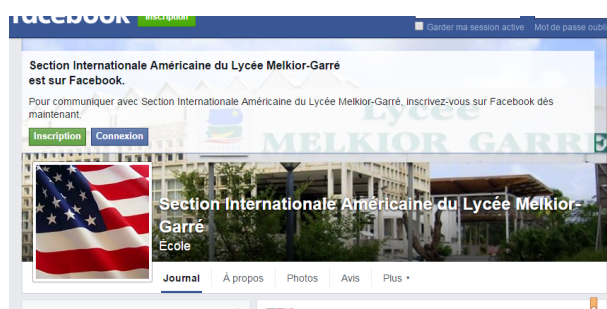 facebook
Inscription
Garder ma session active Mot de passe oubli
Section Internationale Américaine du Lycée Melkior-Garré
est sur Facebook.
Pour communiquer avec Section Internationale Américaine du Lycée Melkior-Garré, inscrivez-vous sur Facebook dès
maintenant.
Inscription Connexion
Lycée
MELKIOR GARRE
Section Internationale Américaine du Lycée Melkior-
Garré
École
Journal À propos Photos Avis Plus